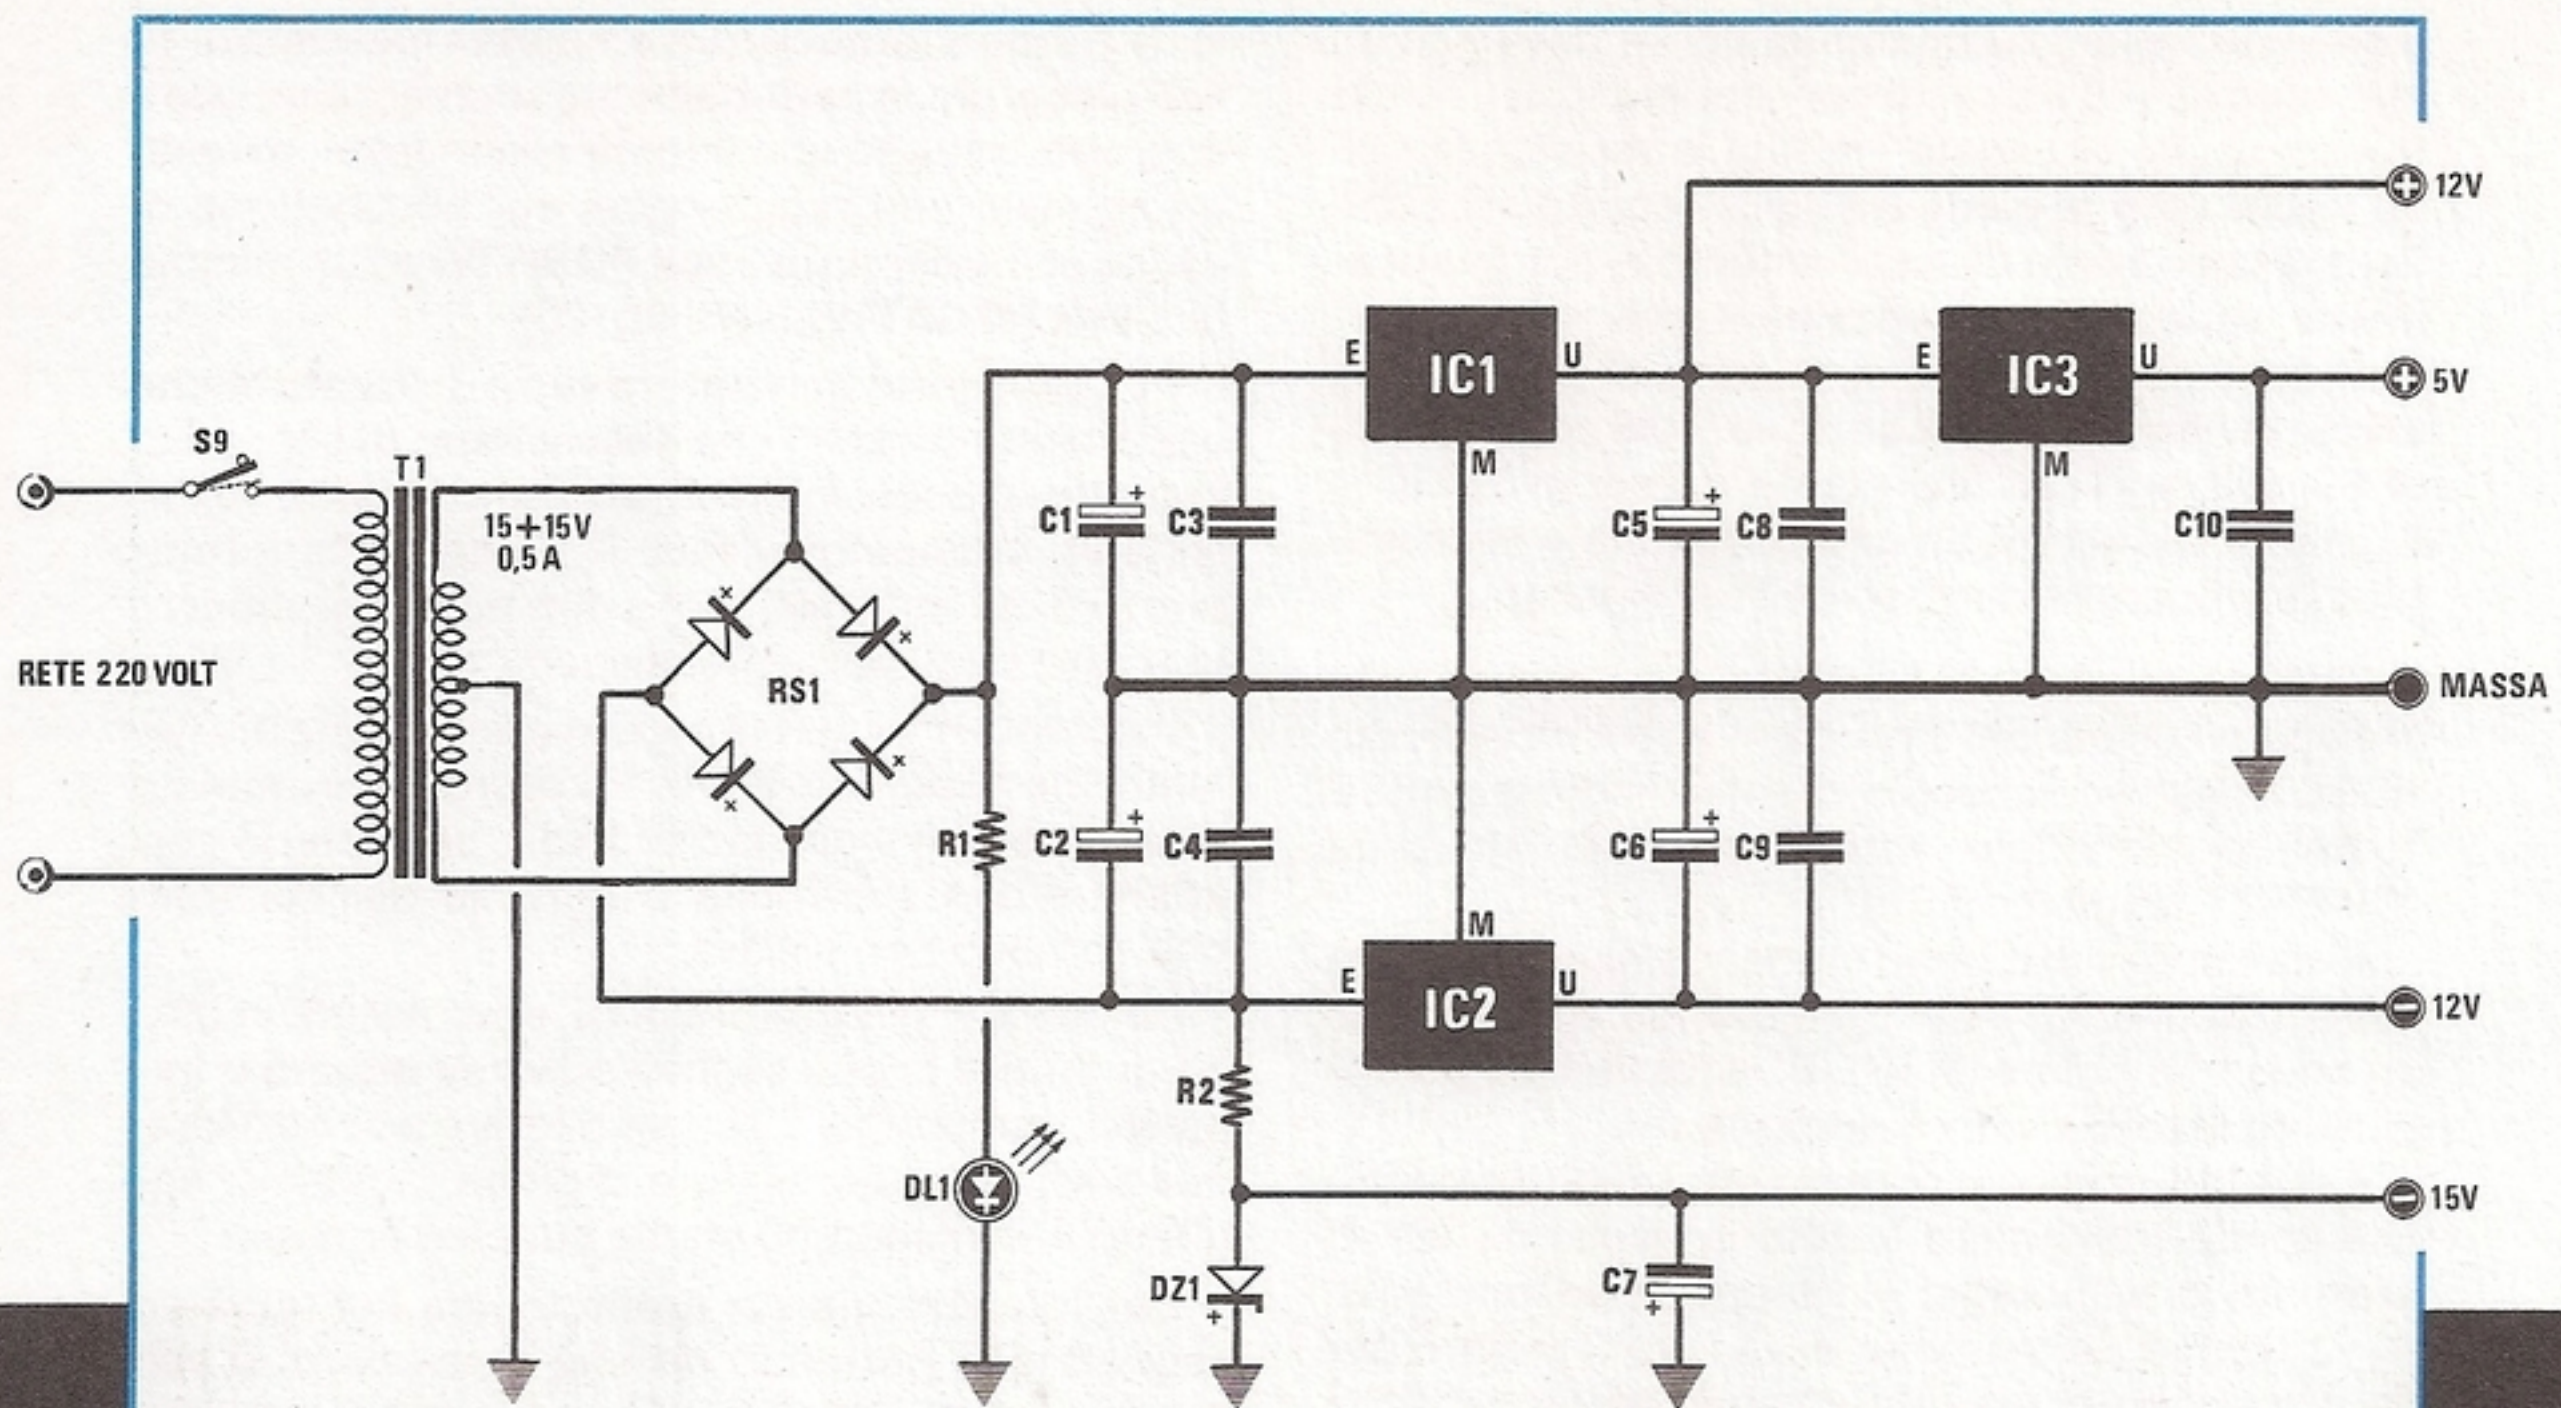 12V
E
IC1
U
E
IC3
U
5V
S9
T1
M
M
15+15V
0,5 A
+
C1
C3
+
C5
C8
C10
x
x
RETE 220 VOLT
RS1
MASSA
x
x
R1
+
C2
C4
+
C6
C9
M
E
IC2
U
12V
R2
DL1
15V
DZ1
+
C7
+